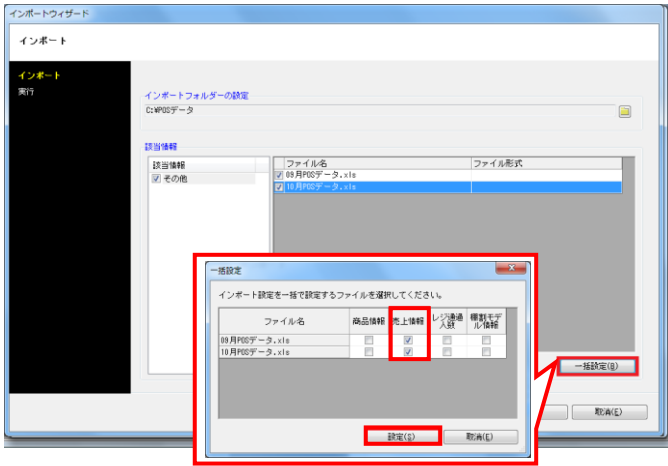 インポートウィザード
インポート
インポート
実行
インポートフォルダーの設定
C:¥POSデータ
該当情報
該当情報
その他
ファイル名 ファイル形式
09月POSデータ.xls
10月POSデータ.xls
一括設定
インポート設定を一括で設定するファイルを選択してください。
ファイル名 商品情報 売上情報 レジ通過人数 棚割モデル情報
09月POSデータ.xls
10月POSデータ.xls
設定(S) 取消(E)
一括設定(B)
取消(E)